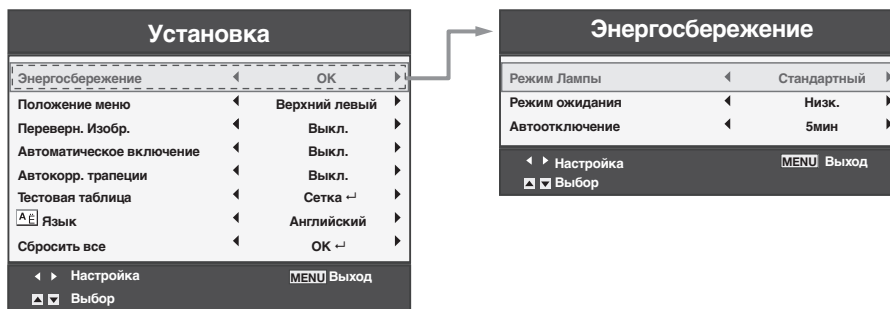 Установка
Энергосбережение OK
Положение меню Верхний левый
Переверн. Изобр. Выкл.
Автоматическое включение Выкл.
Автокорр. трапеции Выкл.
Тестовая таблица Сетка ↵
AË Язык Английский
Сбросить все OK ↵
Настройка MENU Выход
Выбор
Энергосбережение
Режим Лампы Стандартный
Режим ожидания Низк.
Автоотключение 5мин
Настройка MENU Выход
Выбор